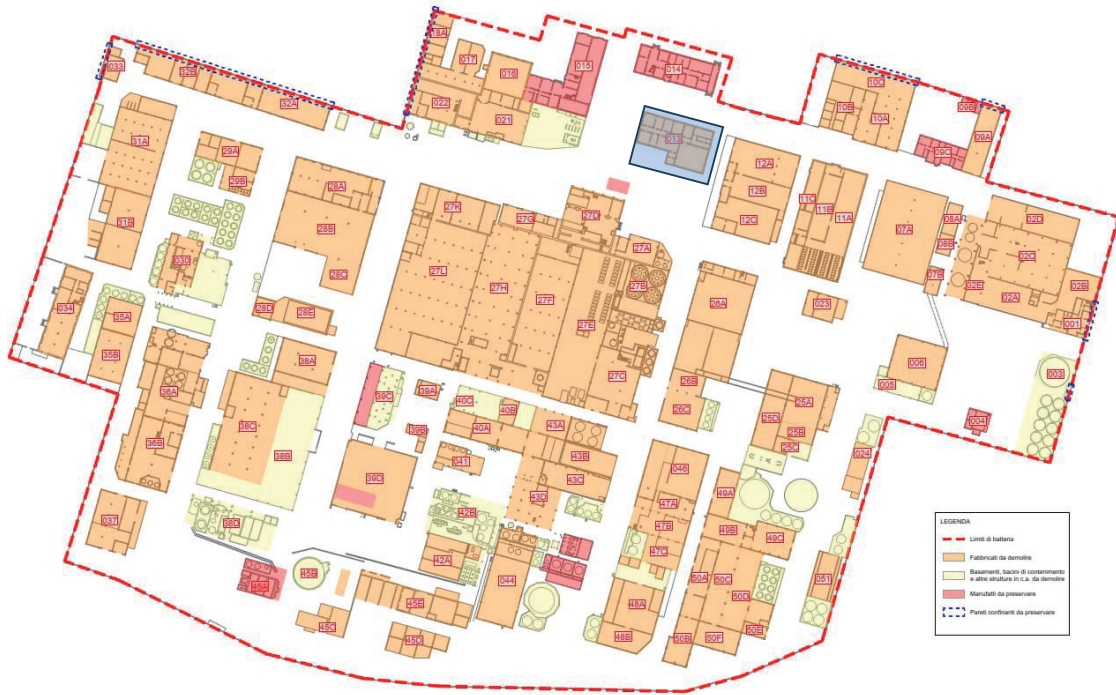 18A
017
016
015
014
033
32B
32A
022
021
10C
10B
10A
09B
09A
09C
31A
29A
29B
28A
12A
12B
12C
11C
11B
11A
31B
28B
27K
27G
27D
27A
07A
08A
08B
02D
02C
030
28C
27L
27H
27F
27B
26A
07B
02E
02A
02B
034
35A
28D
28E
27E
023
001
35B
38A
27C
006
36A
39C
39A
26B
005
003
38C
40C
40B
26C
25A
36B
38B
39B
40A
43A
25D
25B
004
041
43B
25C
39D
43C
046
024
037
38D
42B
43D
47A
49A
47B
49B
49C
42A
47C
45A
45B
044
50A
50C
051
45E
48A
50D
45C
45D
48B
50B
50F
50E
LEGENDA
Limiti di batteria
Fabbricati da demolire
Basamenti, bacini di contenimento
e altre strutture in c.a. da demolire
Manufatti da preservare
Pareti confinanti da preservare